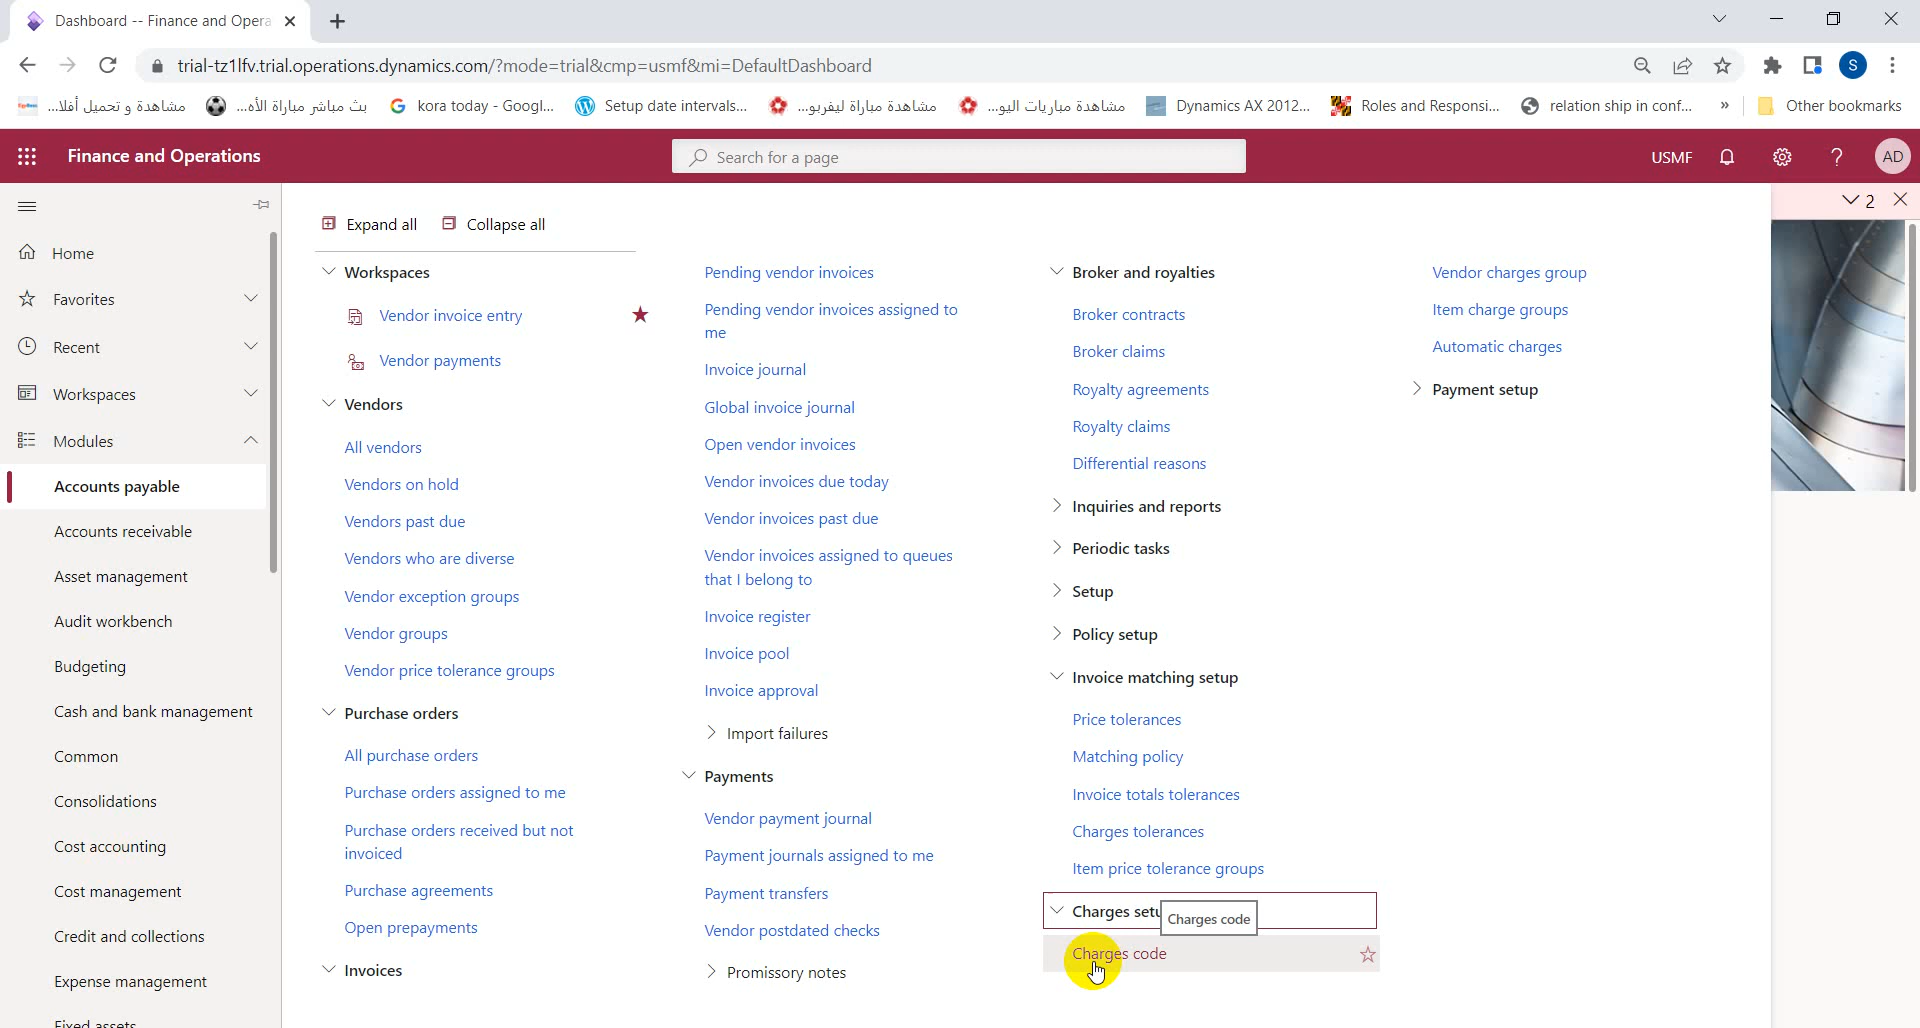 Dashboard -- Finance and Opera
trial-tz1lfv.trial.operations.dynamics.com/?mode=trial&cmp=usmf&mi=DefaultDashboard
S
مشاهدة و تحميل أفلا...
بث مباشر مباراة الأه...
kora today - Googl...
Setup date intervals...
مشاهدة مباراة ليفربو...
مشاهدة مباريات اليو...
Dynamics AX 2012...
Roles and Responsi...
relation ship in conf...
»
Other bookmarks
Finance and Operations
Search for a page
USMF
?
AD
2
Home
Favorites
Recent
Workspaces
Modules
Accounts payable
Accounts receivable
Asset management
Audit workbench
Budgeting
Cash and bank management
Common
Consolidations
Cost accounting
Cost management
Credit and collections
Expense management
Fixed assets
Expand all
Collapse all
Workspaces
Vendor invoice entry
Vendor payments
Vendors
All vendors
Vendors on hold
Vendors past due
Vendors who are diverse
Vendor exception groups
Vendor groups
Vendor price tolerance groups
Purchase orders
All purchase orders
Purchase orders assigned to me
Purchase orders received but not
invoiced
Purchase agreements
Open prepayments
Invoices
Pending vendor invoices
Pending vendor invoices assigned to
me
Invoice journal
Global invoice journal
Open vendor invoices
Vendor invoices due today
Vendor invoices past due
Vendor invoices assigned to queues
that I belong to
Invoice register
Invoice pool
Invoice approval
Import failures
Payments
Vendor payment journal
Payment journals assigned to me
Payment transfers
Vendor postdated checks
Promissory notes
Broker and royalties
Broker contracts
Broker claims
Royalty agreements
Royalty claims
Differential reasons
Inquiries and reports
Periodic tasks
Setup
Policy setup
Invoice matching setup
Price tolerances
Matching policy
Invoice totals tolerances
Charges tolerances
Item price tolerance groups
Charges setu
Charges code
Charges code
Vendor charges group
Item charge groups
Automatic charges
Payment setup